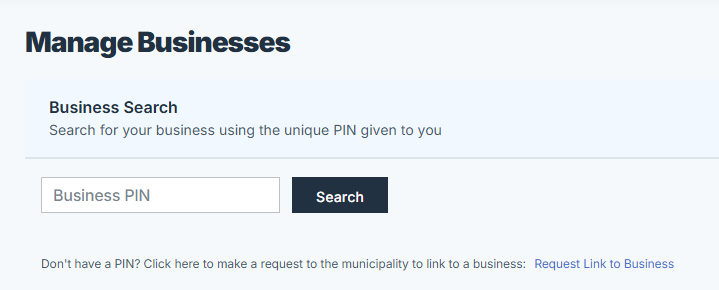 Manage Businesses
Business Search
Search for your business using the unique PIN given to you
Business PIN
Search
Don't have a PIN? Click here to make a request to the municipality to link to a business: Request Link to Business